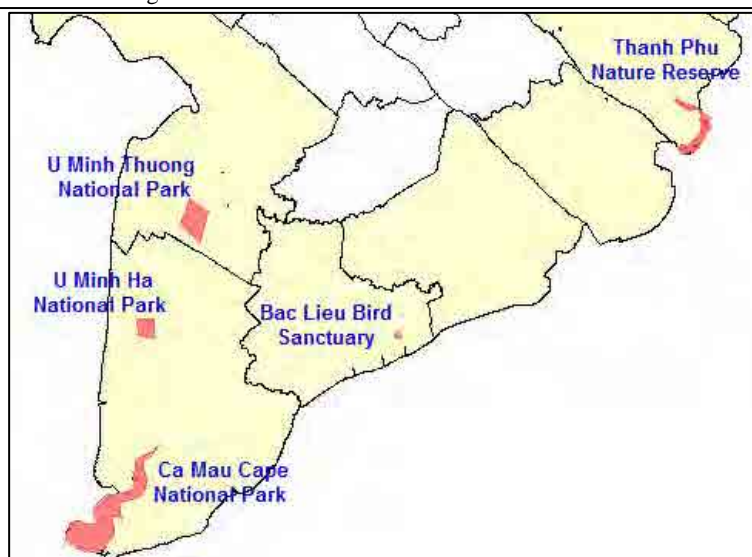 Thanh Phu
Nature Reserve
U Minh Thuong
National Park
U Minh Ha
National Park
Bac Lieu Bird
Sanctuary
Ca Mau Cape
National Park